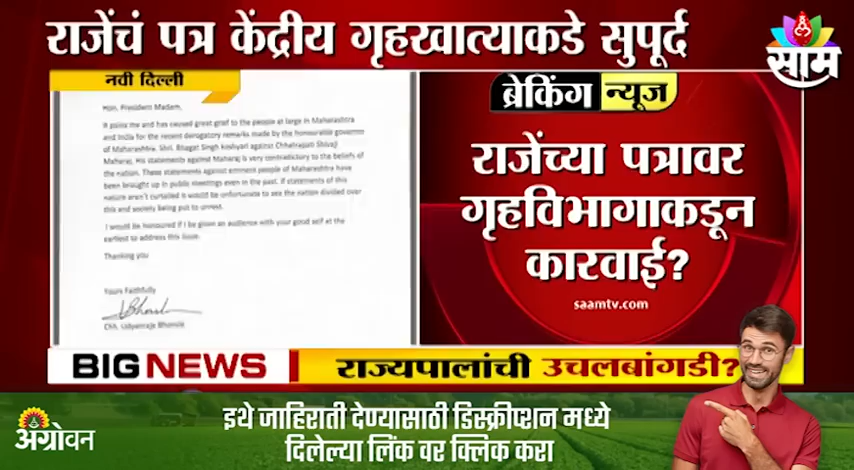 राजेंचं पत्र केंद्रीय गृहखात्याकडे सुपूर्द
साम
नवी दिल्ली
Hon. President Madam,
It pains me and has caused great grief to the people at large in Maharashtra
and India for the recent derogatory remarks made by the honourable governor
of Maharashtra. Shri. Bhagat Singh koshyari against Chhatrapati Shivaji
Maharaj. His statements against Maharaj is very contradictory to the beliefs of
the nation. These statements against eminent people of Maharashtra have
been brought up in public meetings even in the past. If statements of this
nature aren't curtailed it would be unfortunate to see the nation divided over
this and society being put to unrest.
I would be honoured if I be given an audience with your good self at the
earliest to address this issue.
Thanking you
Yours Faithfully
Chh. Udyanraje Bhonsle
ब्रेकिंग न्यूज
राजेंच्या पत्रावर
गृहविभागाकडून
कारवाई?
saamtv.com
BIG NEWS
राज्यपालांची उचलबांगडी?
अ‍ॅग्रोवन
इथे जाहिराती देण्यासाठी डिस्क्रीप्शन मध्ये
दिलेल्या लिंक वर क्लिक करा